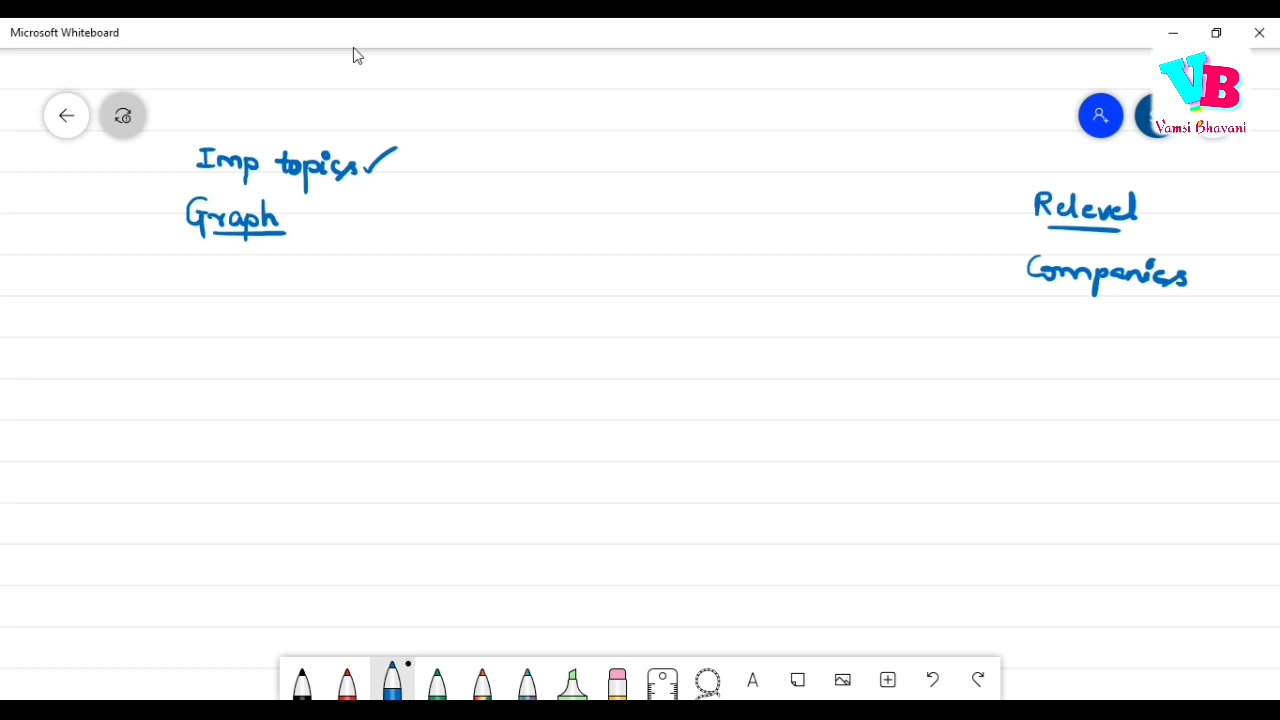 Microsoft Whiteboard
VB
Vamsi Bhavani
Imp topics
Graph
Relevel
Companies
A